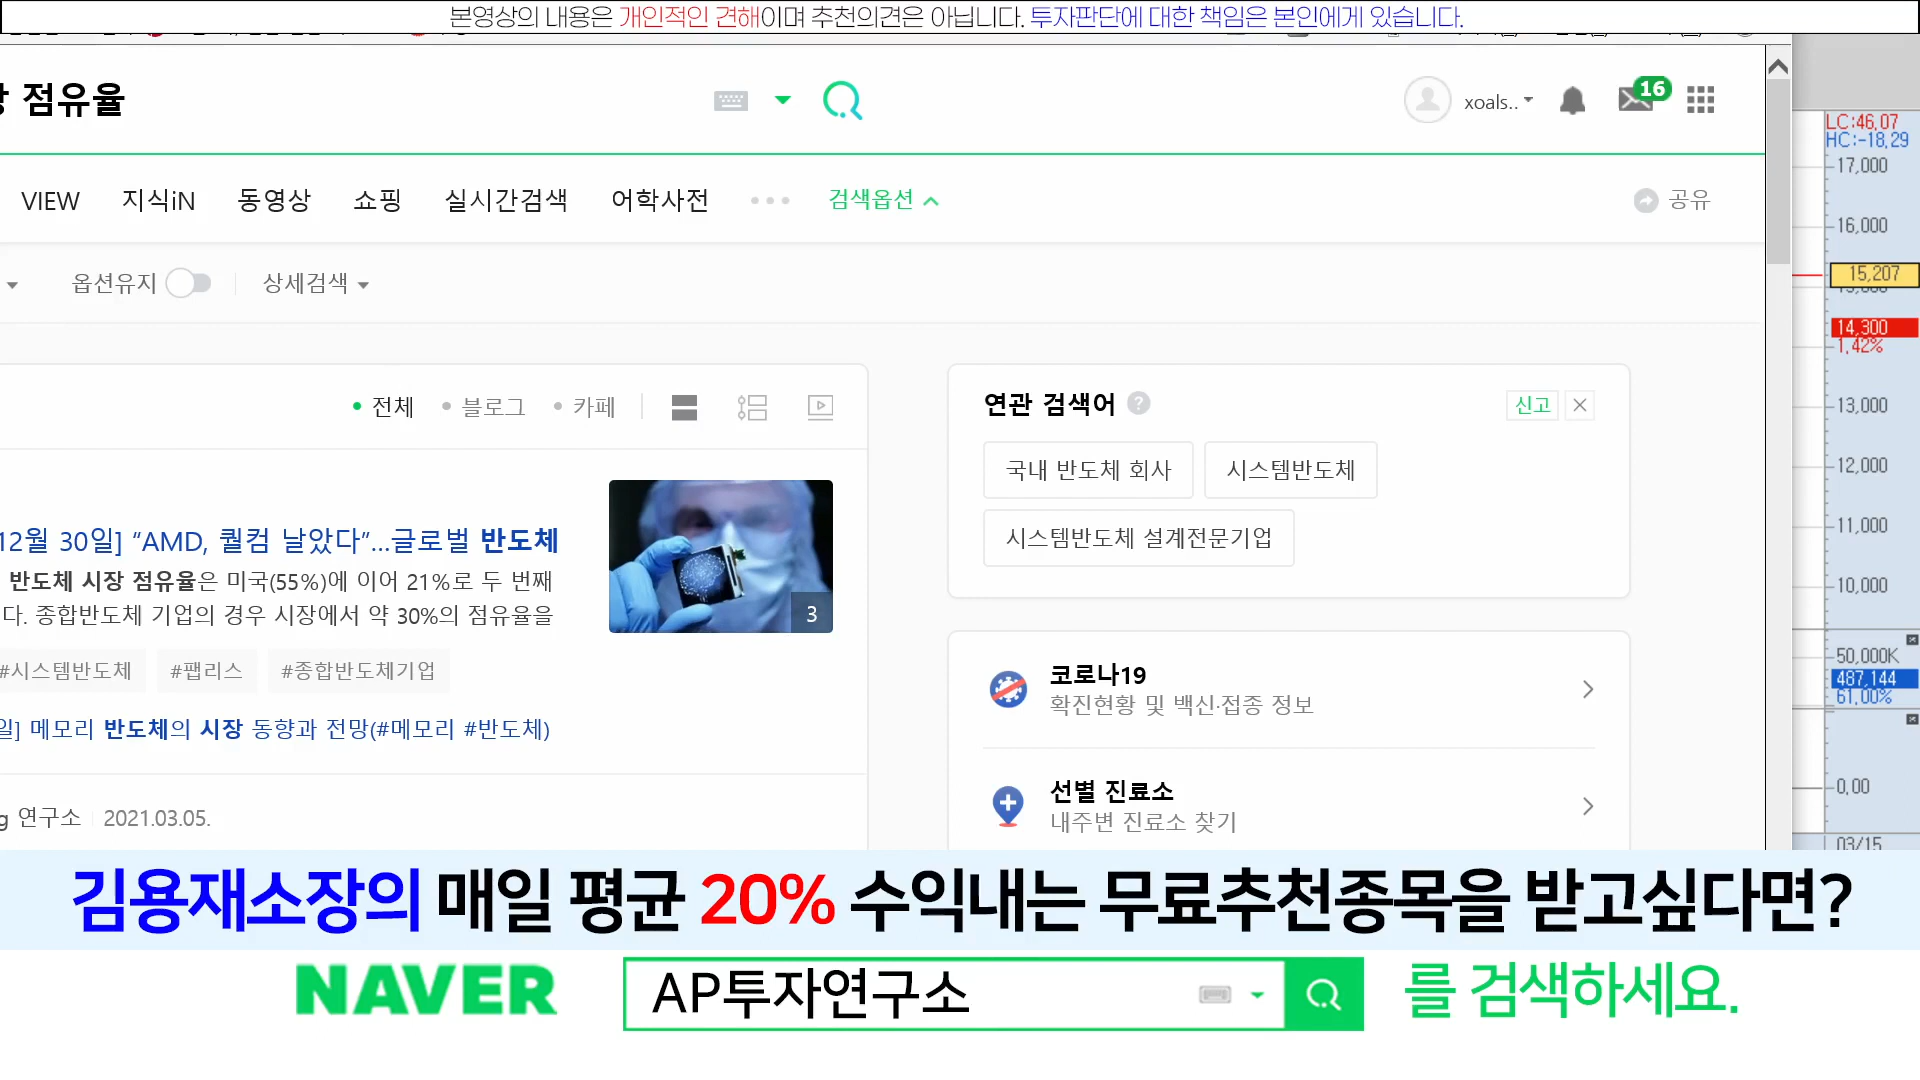 본영상의 내용은 개인적인 견해이며 추천의견은 아닙니다. 투자판단에 대한 책임은 본인에게 있습니다.
점유율
xoals..
16
VIEW 지식iN 동영상 쇼핑 실시간검색 어학사전 검색옵션 공유
옵션유지 상세검색
전체 블로그 카페
12월 30일] “AMD, 퀄컴 날았다”...글로벌 반도체
반도체 시장 점유율은 미국(55%)에 이어 21%로 두 번째
다. 종합반도체 기업의 경우 시장에서 약 30%의 점유율을
3
#시스템반도체 #팹리스 #종합반도체기업
일] 메모리 반도체의 시장 동향과 전망(#메모리 #반도체)
g 연구소 2021.03.05.
연관 검색어 ? 신고
국내 반도체 회사 시스템반도체
시스템반도체 설계전문기업
코로나19
확진현황 및 백신·접종 정보
선별 진료소
내주변 진료소 찾기
LC:46,07
HC:-18,29
17,000
16,000
15,207
14,300
1,42%
13,000
12,000
11,000
10,000
50,000K
487,144
61,00%
0,00
03/15
김용재소장의 매일 평균 20% 수익내는 무료추천종목을 받고싶다면?
NAVER AP투자연구소 를 검색하세요.